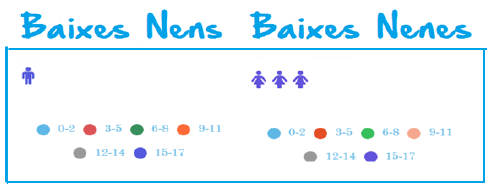 Baixes Nens
Baixes Nenes
0-2 3-5 6-8 9-11
12-14 15-17
0-2 3-5 6-8 9-11
12-14 15-17